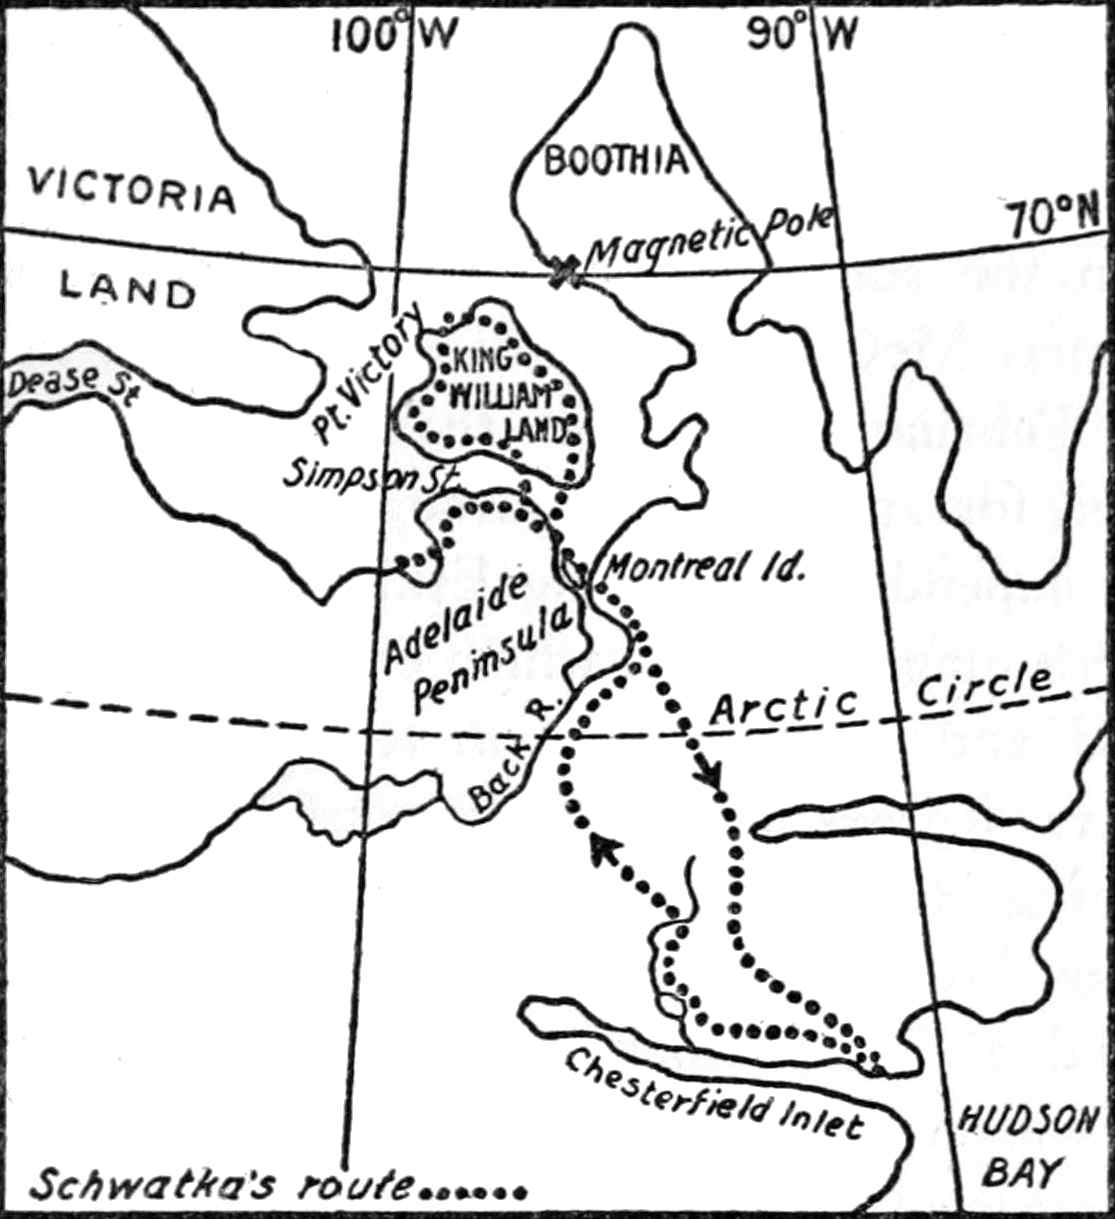 100°W
90°W
BOOTHIA
VICTORIA
70°N
Magnetic Pole
LAND
Pt. Victory
KING
WILLIAM
LAND
Dease St.
Simpson St.
Montreal Id.
Adelaide
Peninsula
Arctic Circle
Back R.
Chesterfield Inlet
HUDSON
BAY
Schwatka's route